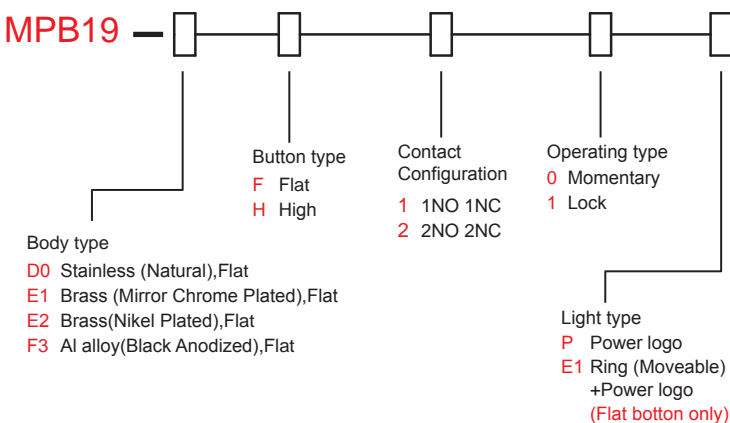 MPB19
Button type
F Flat
H High
Contact
Configuration
1 1NO 1NC
2 2NO 2NC
Operating type
0 Momentary
1 Lock
Body type
D0 Stainless (Natural),Flat
E1 Brass (Mirror Chrome Plated),Flat
E2 Brass(Nikel Plated),Flat
F3 Al alloy(Black Anodized),Flat
Light type
P Power logo
E1 Ring (Moveable)
+Power logo
(Flat botton only)